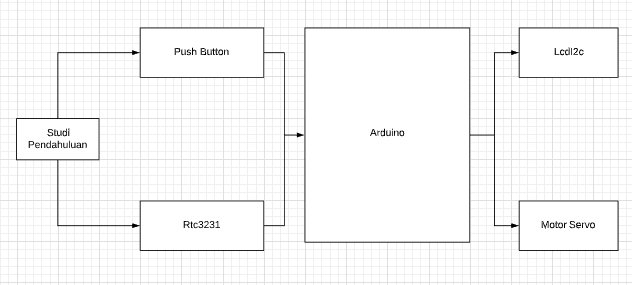 Push Button
LcdI2c
Studi
Pendahuluan
Arduino
Rtc3231
Motor Servo